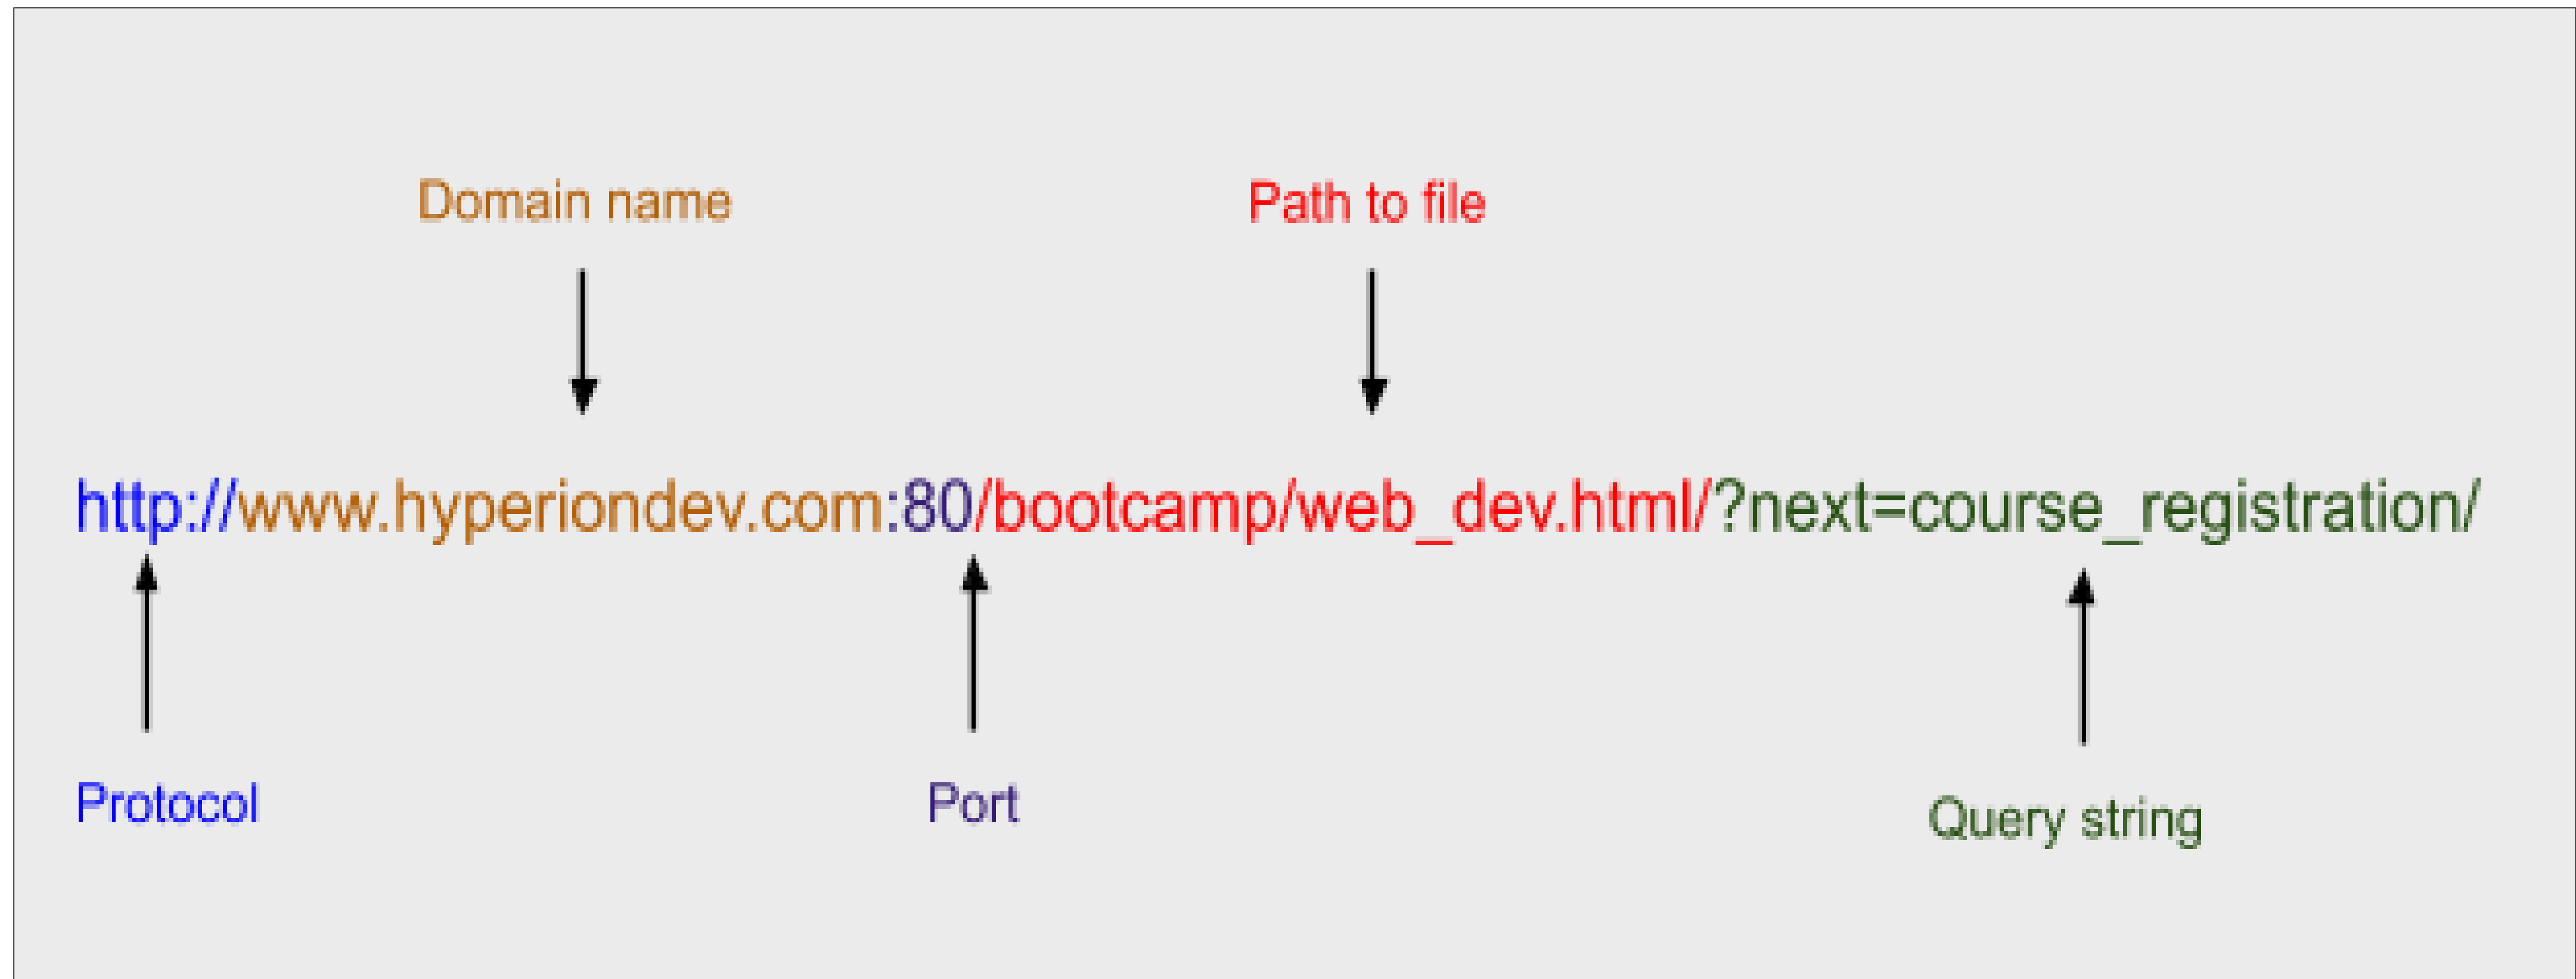 Domain name Path to file
http://www.hyperiondev.com:80/bootcamp/web_dev.html/?next=course_registration/
Protocol Port Query string